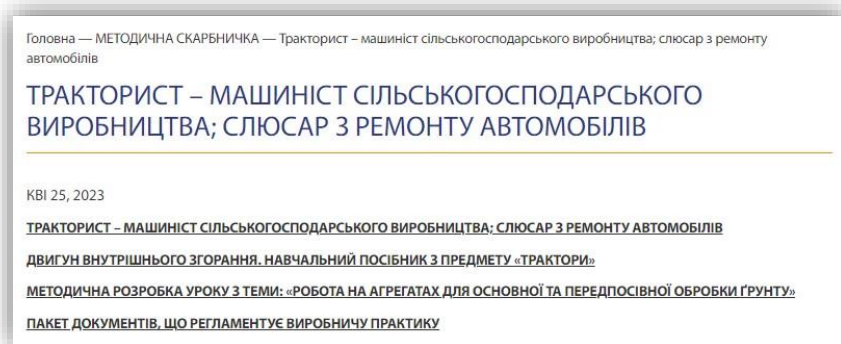 Головна — МЕТОДИЧНА СКАРБНИЧКА — Тракторист – машиніст сільськогосподарського виробництва; слюсар з ремонту
автомобілів
ТРАКТОРИСТ – МАШИНІСТ СІЛЬСЬКОГОСПОДАРСЬКОГО
ВИРОБНИЦТВА; СЛЮСАР З РЕМОНТУ АВТОМОБІЛІВ
КВІ 25, 2023
ТРАКТОРИСТ – МАШИНІСТ СІЛЬСЬКОГОСПОДАРСЬКОГО ВИРОБНИЦТВА; СЛЮСАР З РЕМОНТУ АВТОМОБІЛІВ
ДВИГУН ВНУТРІШНЬОГО ЗГОРАННЯ. НАВЧАЛЬНИЙ ПОСІБНИК З ПРЕДМЕТУ «ТРАКТОРИ»
МЕТОДИЧНА РОЗРОБКА УРОКУ З ТЕМИ: «РОБОТА НА АГРЕГАТАХ ДЛЯ ОСНОВНОЇ ТА ПЕРЕДПОСІВНОЇ ОБРОБКИ ҐРУНТУ»
ПАКЕТ ДОКУМЕНТІВ, ЩО РЕГЛАМЕНТУЄ ВИРОБНИЧУ ПРАКТИКУ